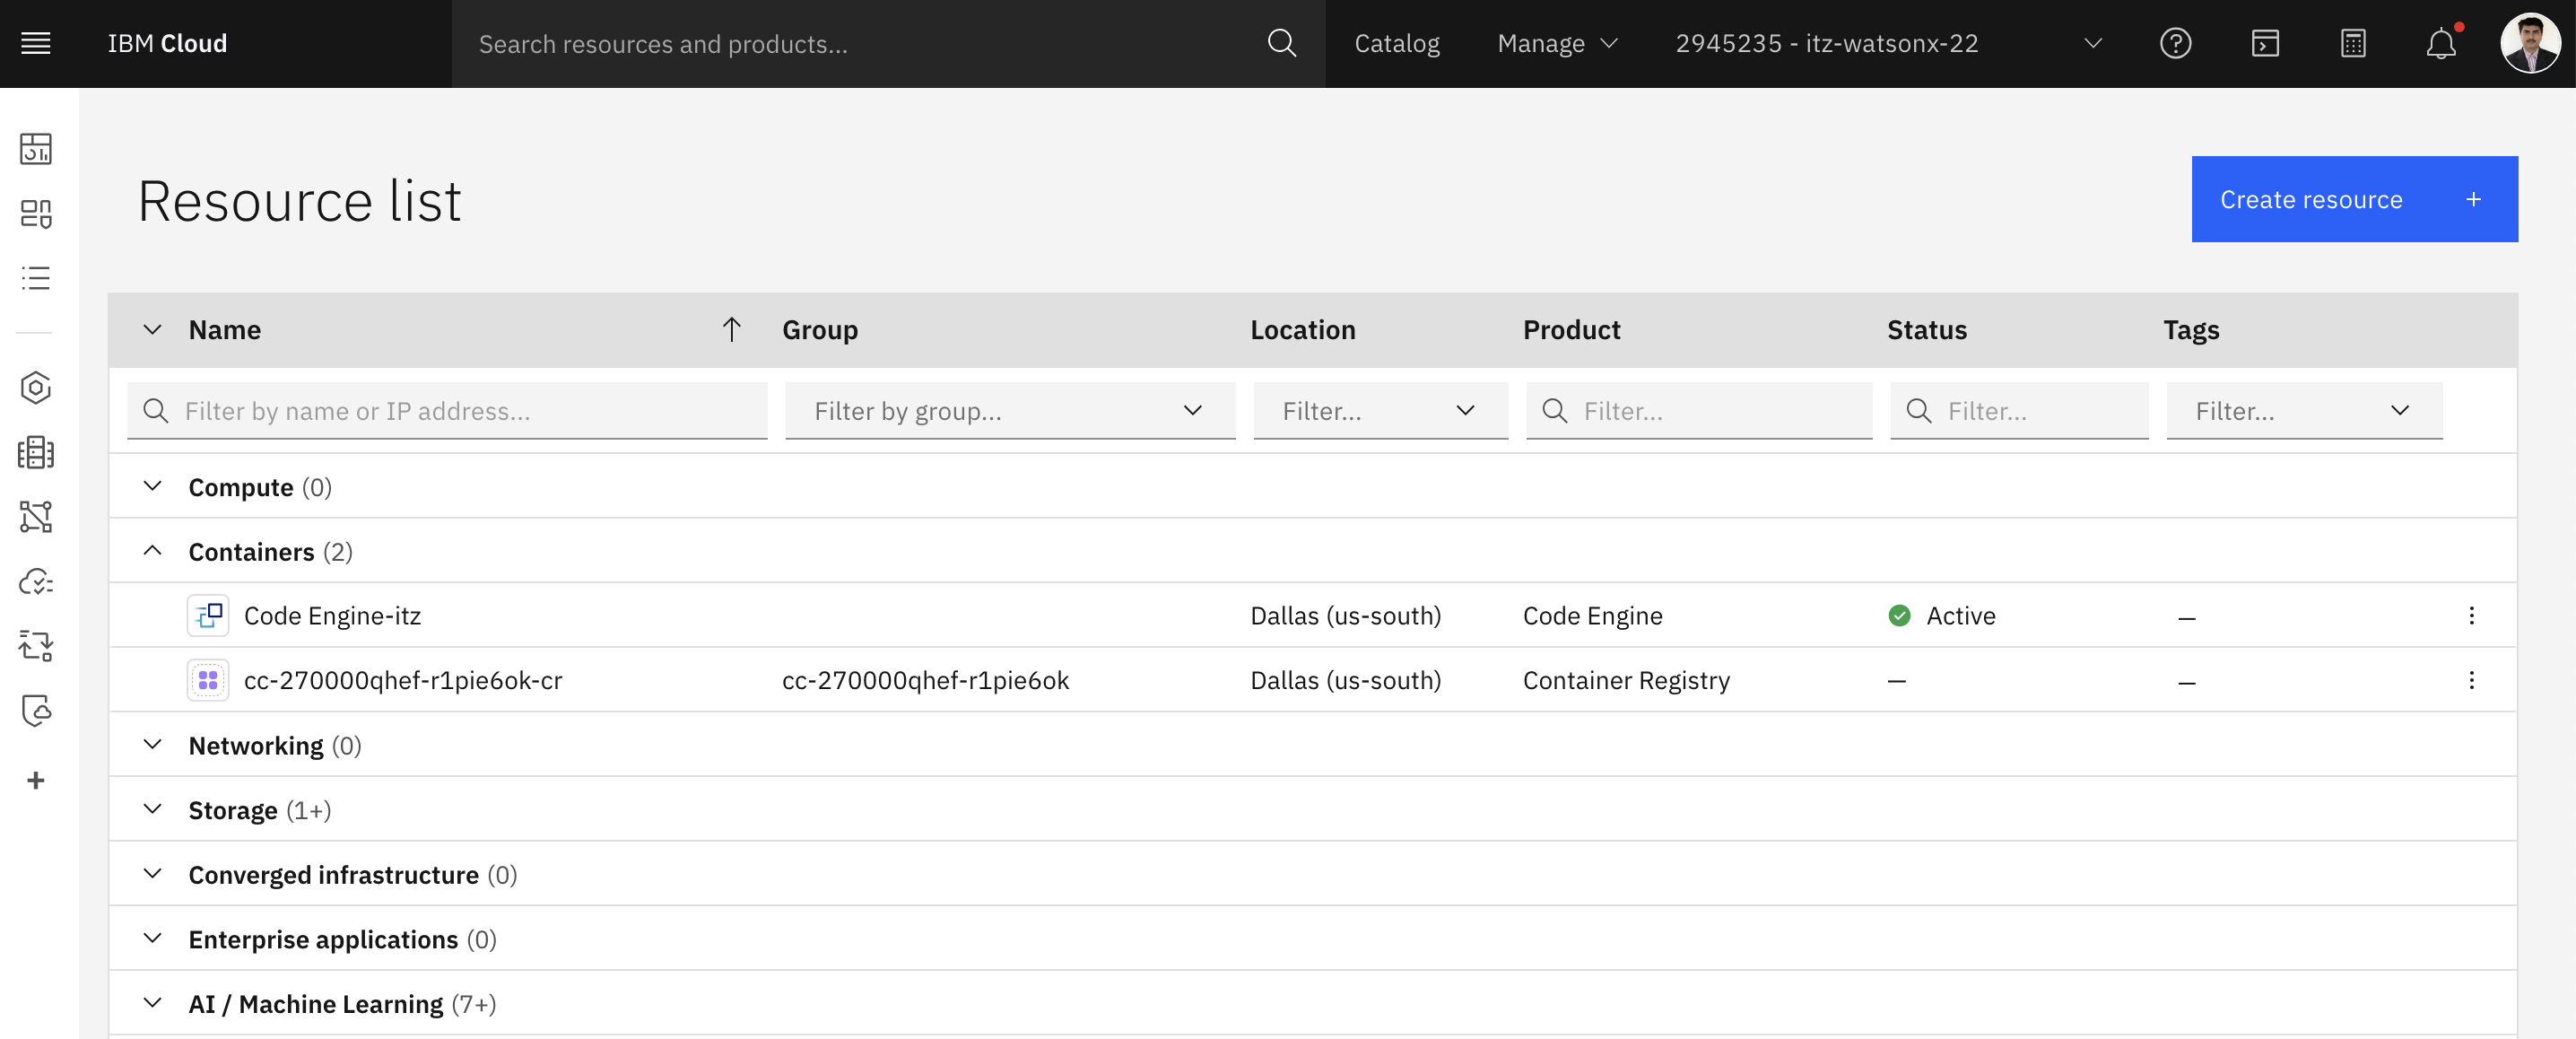 IBM Cloud
Search resources and products...
Catalog
Manage
2945235 - itz-watsonx-22
Resource list
Create resource +
Name Group Location Product Status Tags
Filter by name or IP address... Filter by group... Filter... Filter... Filter... Filter...
Compute (0)
Containers (2)
Code Engine-itz Dallas (us-south) Code Engine Active —
cc-270000qhef-r1pie6ok-cr cc-270000qhef-r1pie6ok Dallas (us-south) Container Registry — —
Networking (0)
Storage (1+)
Converged infrastructure (0)
Enterprise applications (0)
AI / Machine Learning (7+)